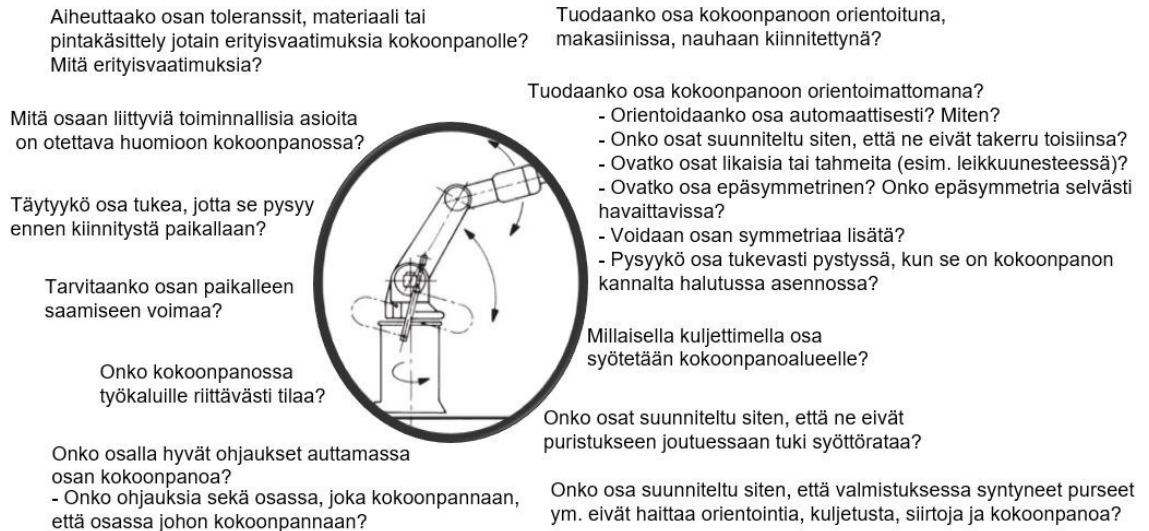 Aiheuttaako osan toleranssit, materiaali tai
pintakäsittely jotain erityisvaatimuksia kokoonpanolle?
Mitä erityisvaatimuksia?
Mitä osaan liittyviä toiminnallisia asioita
on otettava huomioon kokoonpanossa?
Täytyykö osa tukea, jotta se pysyy
ennen kiinnitystä paikallaan?
Tarvitaanko osan paikalleen
saamiseen voimaa?
Onko kokoonpanossa
työkaluille riittävästi tilaa?
Onko osalla hyvät ohjaukset auttamassa
osan kokoonpanoa?
- Onko ohjauksia sekä osassa, joka kokoonpannaan,
että osassa johon kokoonpannaan?
Tuodaanko osa kokoonpanoon orientoituna,
makasiinissa, nauhaan kiinnitettynä?
Tuodaanko osa kokoonpanoon orientoimattomana?
- Orientoidaanko osa automaattisesti? Miten?
- Onko osat suunniteltu siten, että ne eivät takerru toisiinsa?
- Ovatko osat likaisia tai tahmeita (esim. leikkuunesteessä)?
- Ovatko osa epäsymmetrinen? Onko epäsymmetria selvästi
havaittavissa?
- Voidaan osan symmetriaa lisätä?
- Pysyykö osa tukevasti pystyssä, kun se on kokoonpanon
kannalta halutussa asennossa?
Millaisella kuljettimella osa
syötetään kokoonpanoalueelle?
Onko osat suunniteltu siten, että ne eivät
puristukseen joutuessaan tuki syöttörataa?
Onko osa suunniteltu siten, että valmistuksessa syntyneet purseet
ym. eivät haittaa orientointia, kuljetusta, siirtoja ja kokoonpanoa?